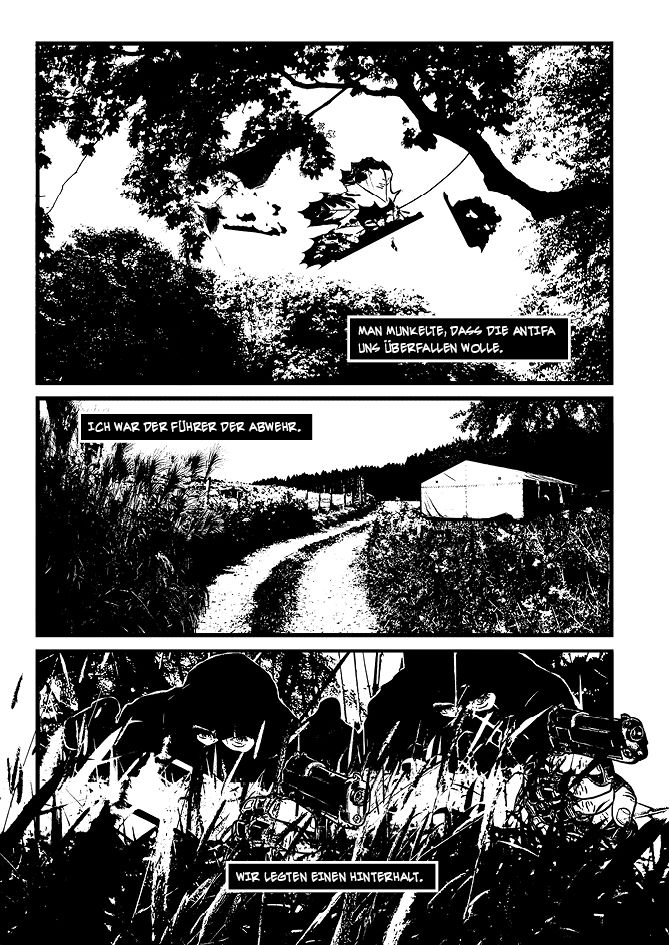 MAN MUNKELTE, DASS DIE ANTIFA
UNS ÜBERFALLEN WOLLE.
ICH WAR DER FÜHRER DER ABWEHR.
WIR LEGTEN EINEN HINTERHALT.